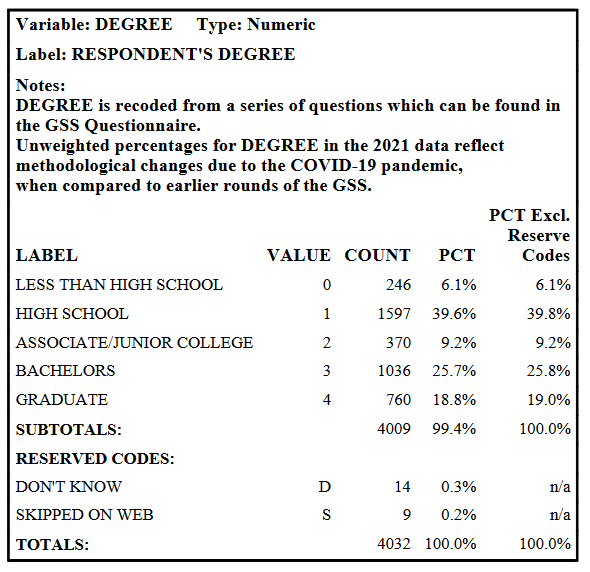 Variable: DEGREE Type: Numeric
Label: RESPONDENT'S DEGREE
Notes:
DEGREE is recoded from a series of questions which can be found in
the GSS Questionnaire.
Unweighted percentages for DEGREE in the 2021 data reflect
methodological changes due to the COVID-19 pandemic,
when compared to earlier rounds of the GSS.
PCT Excl.
Reserve
LABEL VALUE COUNT PCT Codes
LESS THAN HIGH SCHOOL 0 246 6.1% 6.1%
HIGH SCHOOL 1 1597 39.6% 39.8%
ASSOCIATE/JUNIOR COLLEGE 2 370 9.2% 9.2%
BACHELORS 3 1036 25.7% 25.8%
GRADUATE 4 760 18.8% 19.0%
SUBTOTALS: 4009 99.4% 100.0%
RESERVED CODES:
DON'T KNOW D 14 0.3% n/a
SKIPPED ON WEB S 9 0.2% n/a
TOTALS: 4032 100.0% 100.0%